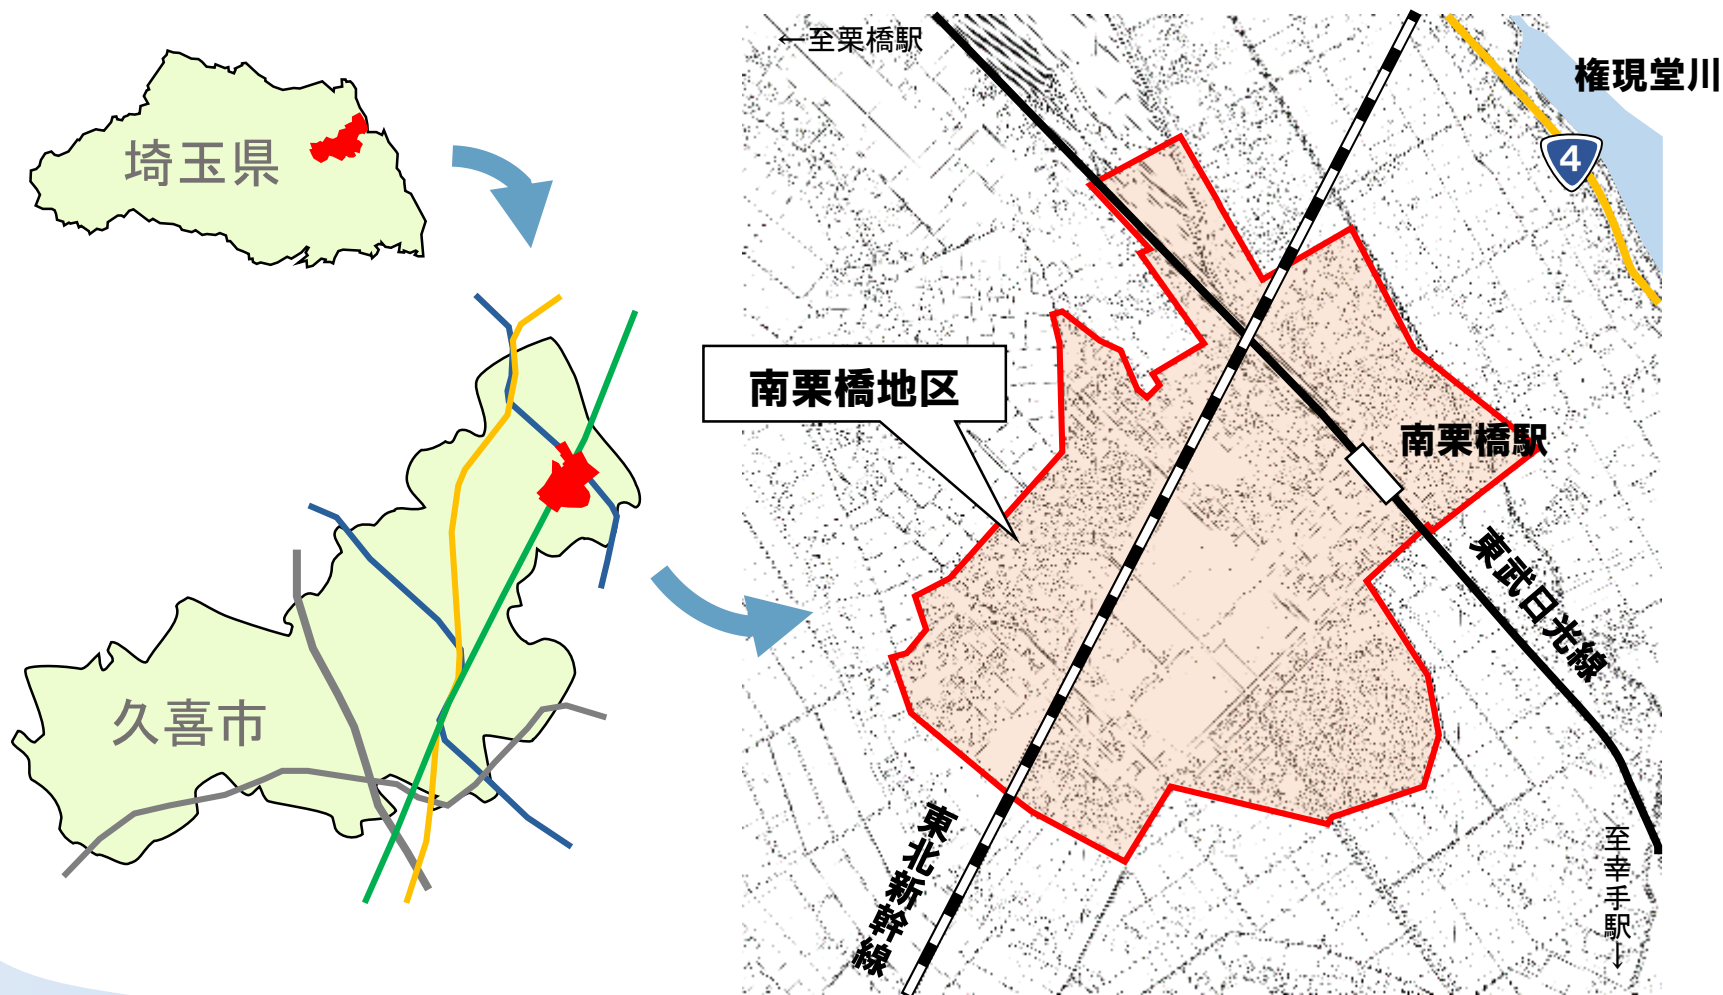 埼玉県
久喜市
←至栗橋駅
権現堂川
4
南栗橋地区
南栗橋駅
東武日光線
東北新幹線
至幸手駅→